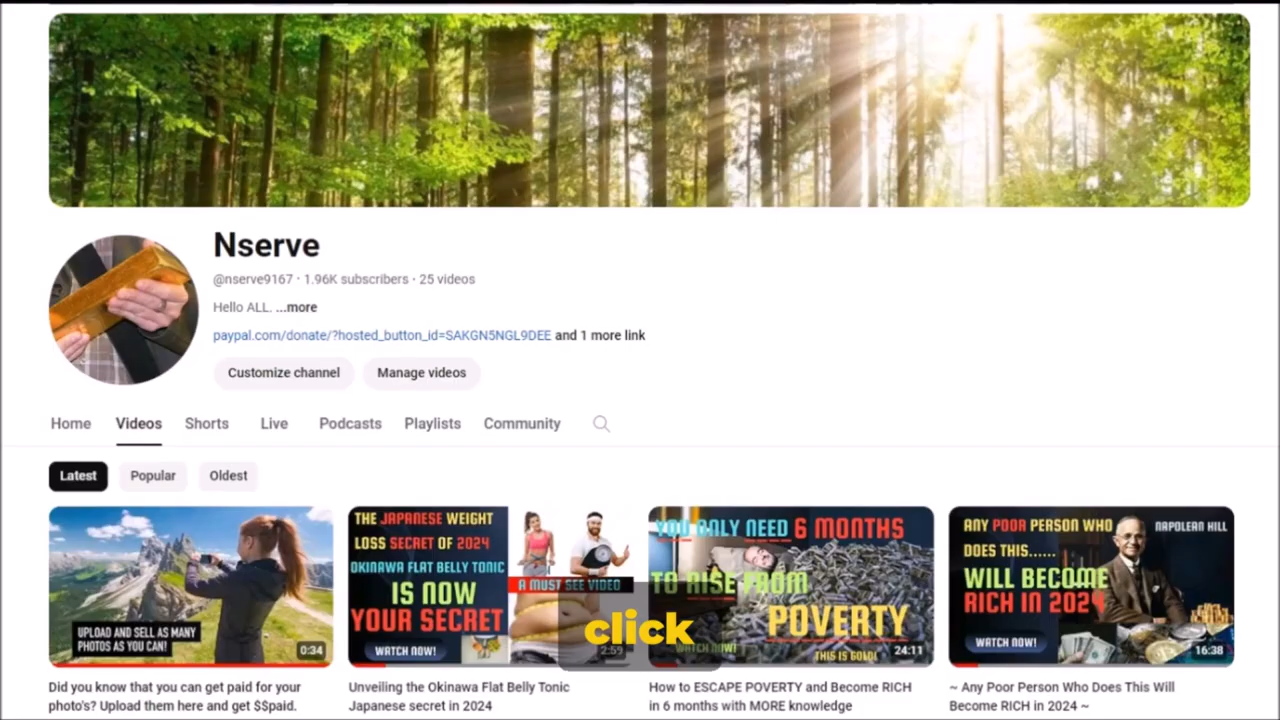 Nserve
@nserve9167 · 1.96K subscribers · 25 videos
Hello ALL. ...more
paypal.com/donate/?hosted_button_id=SAKGN5NGL9DEE and 1 more link
Customize channel
Manage videos
Home
Videos
Shorts
Live
Podcasts
Playlists
Community
Latest
Popular
Oldest
UPLOAD AND SELL AS MANY
PHOTOS AS YOU CAN!
0:34
Did you know that you can get paid for your
photo's? Upload them here and get $$paid.
THE JAPANESE WEIGHT
LOSS SECRET OF 2024
OKINAWA FLAT BELLY TONIC
IS NOW
YOUR SECRET
A MUST SEE VIDEO
WATCH NOW!
2:59
Unveiling the Okinawa Flat Belly Tonic
Japanese secret in 2024
YOU ONLY NEED 6 MONTHS
TO RISE FROM
POVERTY
WATCH NOW!
THIS IS GOLD!
24:11
How to ESCAPE POVERTY and Become RICH
in 6 months with MORE knowledge
ANY POOR PERSON WHO
NAPOLEAN HILL
DOES THIS......
WILL BECOME
RICH IN 2024
WATCH NOW!
16:38
~ Any Poor Person Who Does This Will
Become RICH in 2024 ~
click